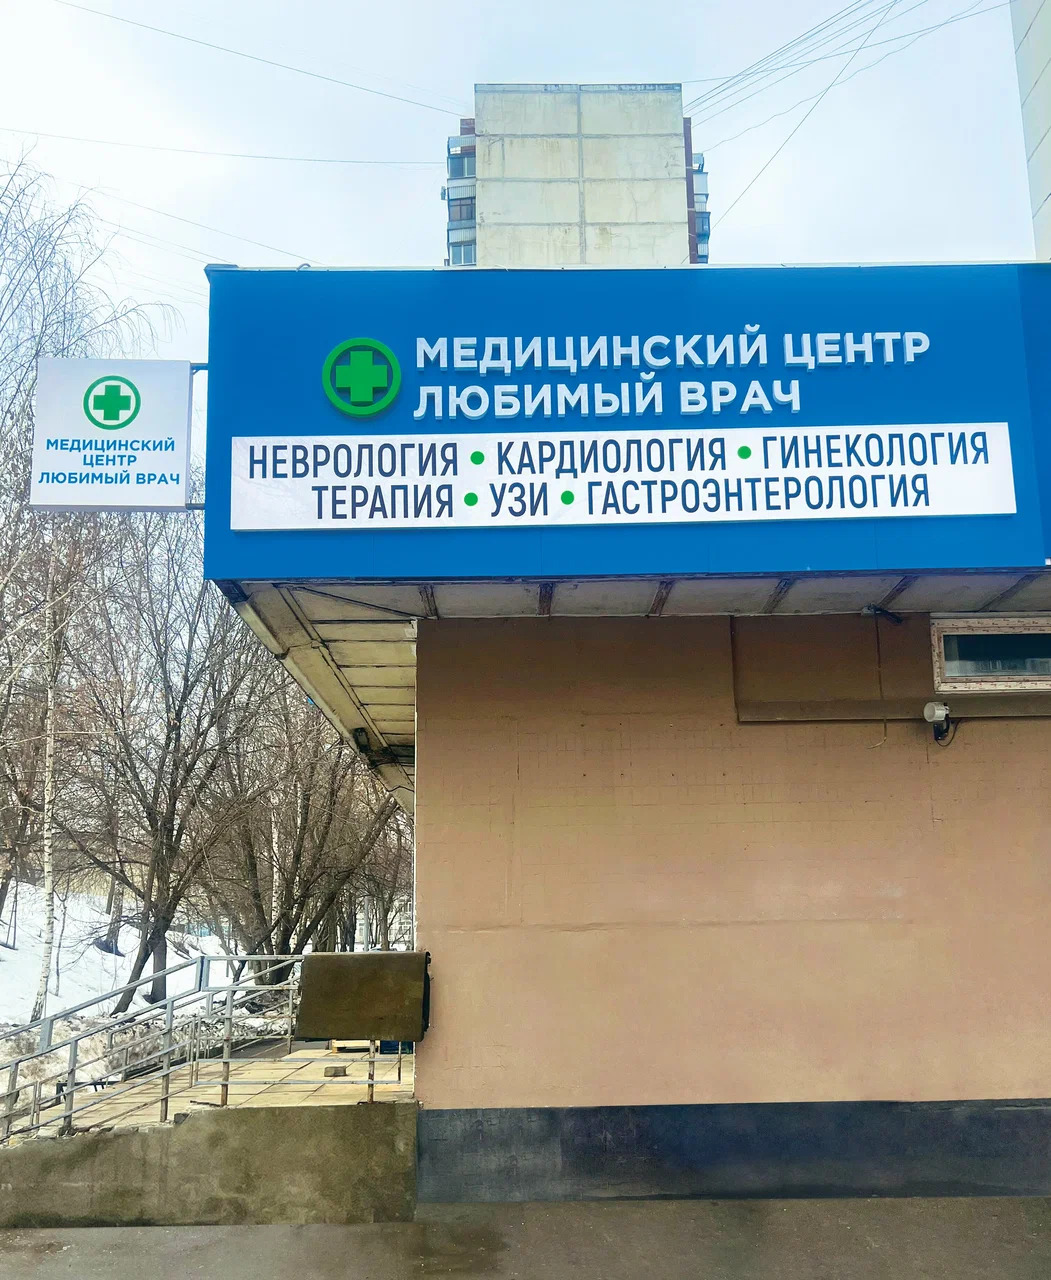 МЕДИЦИНСКИЙ ЦЕНТР
ЛЮБИМЫЙ ВРАЧ
НЕВРОЛОГИЯ • КАРДИОЛОГИЯ • ГИНЕКОЛОГИЯ
ТЕРАПИЯ • УЗИ • ГАСТРОЭНТЕРОЛОГИЯ
МЕДИЦИНСКИЙ
ЦЕНТР
ЛЮБИМЫЙ ВРАЧ